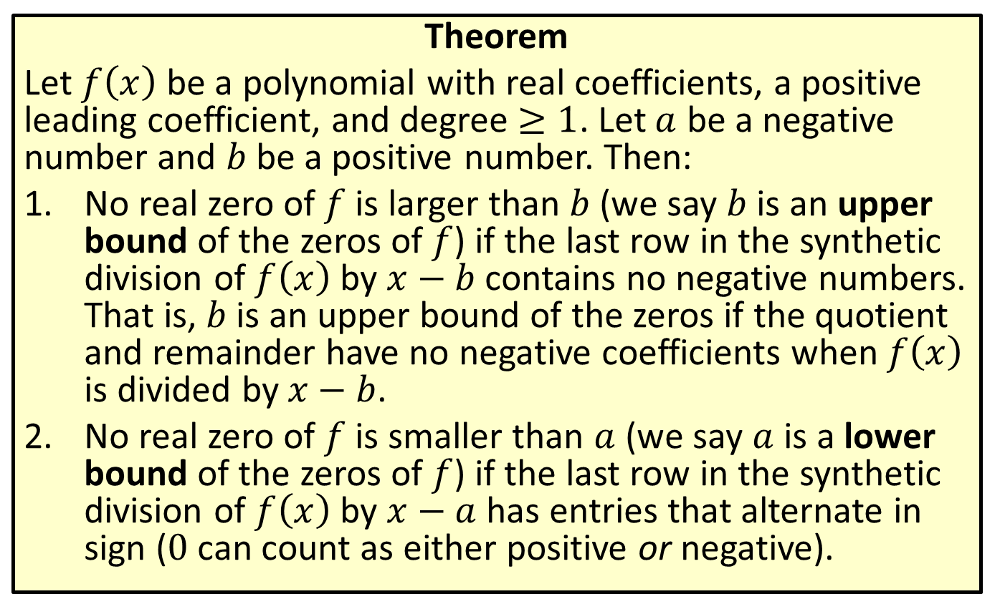 Theorem
Let f(x) be a polynomial with real coefficients, a positive
leading coefficient, and degree ≥ 1. Let a be a negative
number and b be a positive number. Then:
1. No real zero of f is larger than b (we say b is an upper
bound of the zeros of f) if the last row in the synthetic
division of f(x) by x − b contains no negative numbers.
That is, b is an upper bound of the zeros if the quotient
and remainder have no negative coefficients when f(x)
is divided by x − b.
2. No real zero of f is smaller than a (we say a is a lower
bound of the zeros of f) if the last row in the synthetic
division of f(x) by x − a has entries that alternate in
sign (0 can count as either positive or negative).